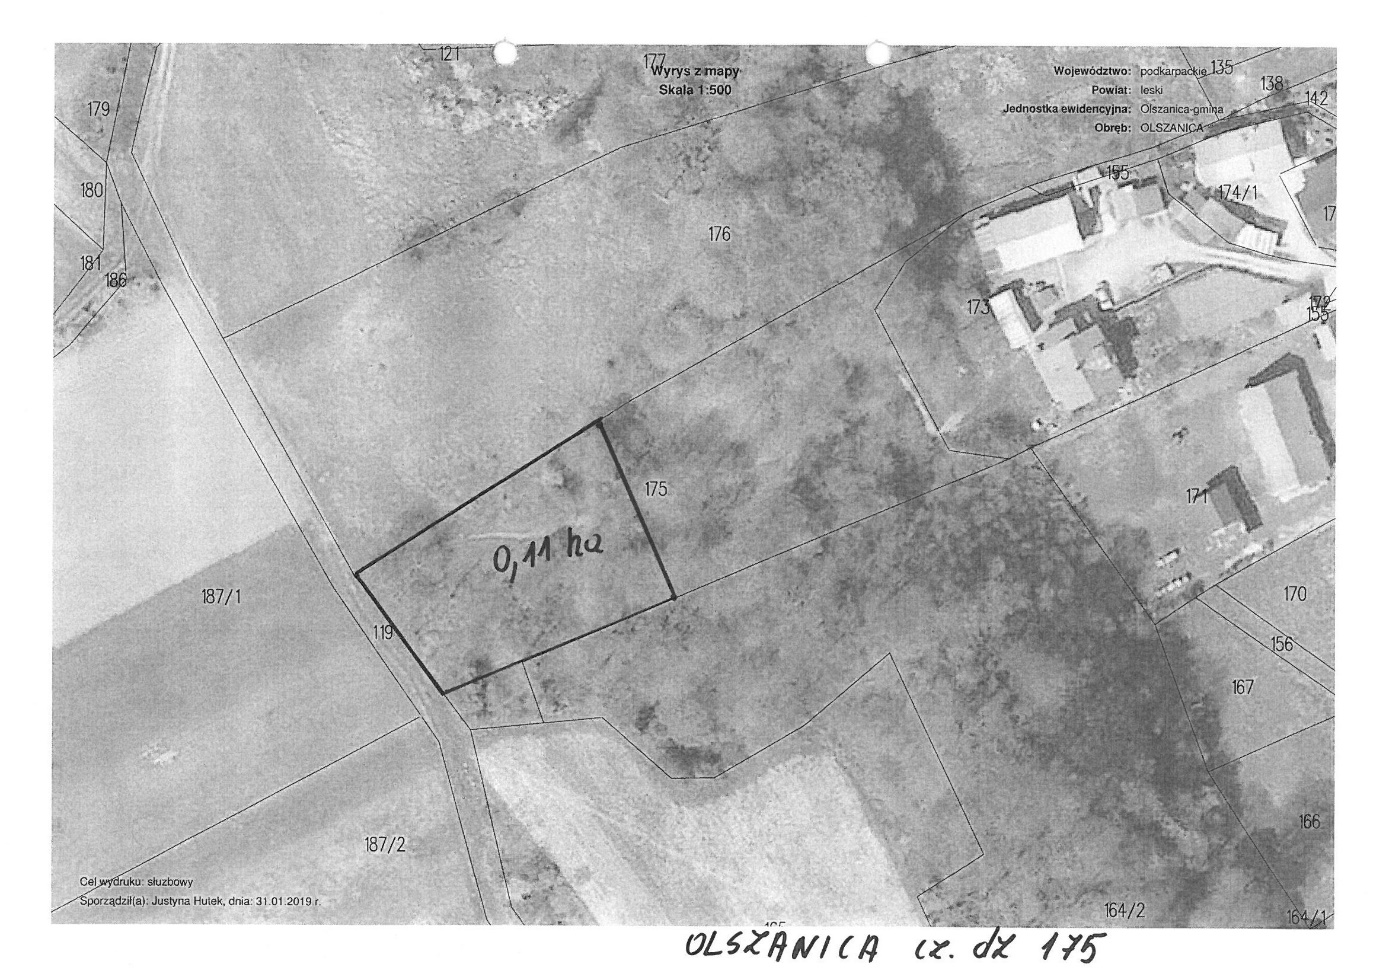 121
177
Wyrys z mapy
Skala 1:500
Województwo: podkarpackie
Powiat: leski
Jednostka ewidencyjna: Olszanica-gmina
Obręb: OLSZANICA
135
138
142
179
180
181
186
176
155
174/1
173
172
155
175
0,11 ha
171
187/1
119
170
156
167
187/2
166
164/2
164/1
Cel wydruku: służbowy
Sporządził(a): Justyna Hutek, dnia: 31.01.2019 r.
OLSZANICA cz. dz 175